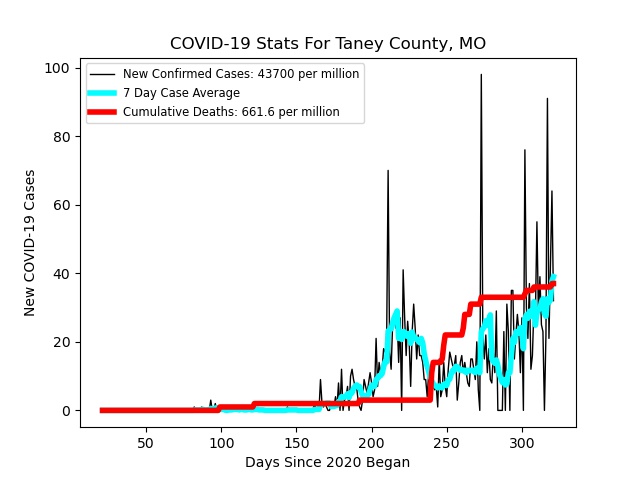 COVID-19 Stats For Taney County, MO
New Confirmed Cases: 43700 per million
7 Day Case Average
Cumulative Deaths: 661.6 per million
New COVID-19 Cases
100
80
60
40
20
0
50
100
150
200
250
300
Days Since 2020 Began